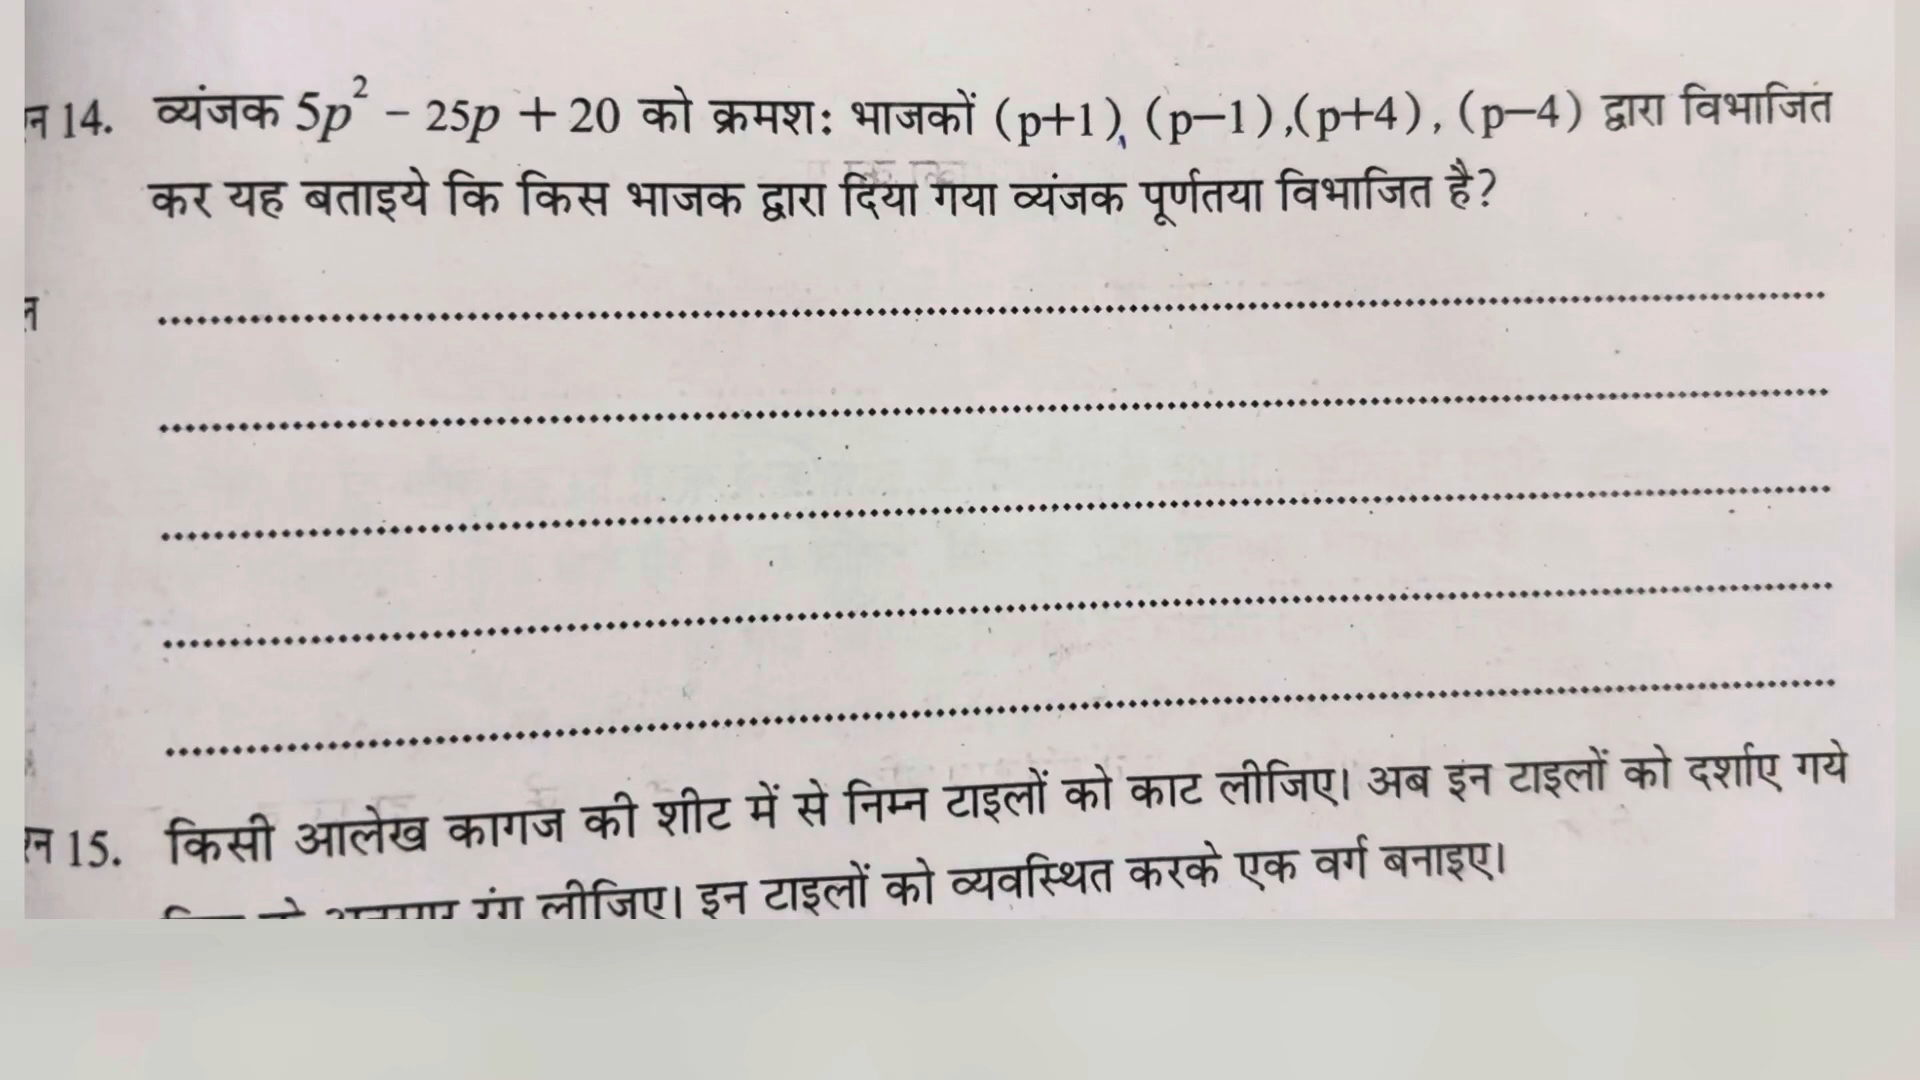 न 14. व्यंजक 5p² - 25p + 20 को क्रमश: भाजकों (p+1), (p-1),(p+4), (p-4) द्वारा विभाजित
कर यह बताइये कि किस भाजक द्वारा दिया गया व्यंजक पूर्णतया विभाजित है?
ल
न 15. किसी आलेख कागज की शीट में से निम्न टाइलों को काट लीजिए। अब इन टाइलों को दर्शाए गये
रंग लीजिए। इन टाइलों को व्यवस्थित करके एक वर्ग बनाइए।